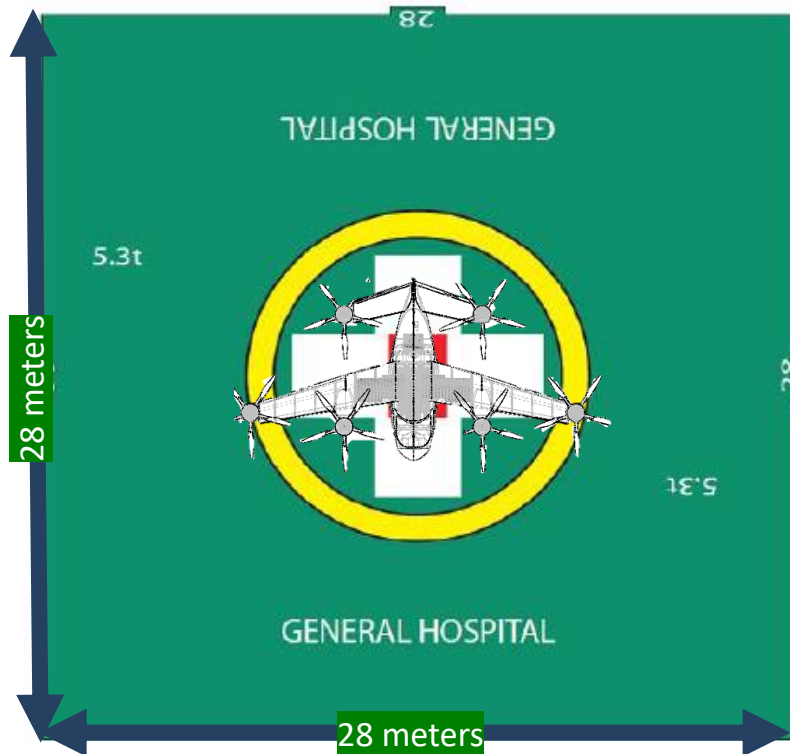 28
GENERAL HOSPITAL
5.3t
28 meters
5.3t
GENERAL HOSPITAL
28 meters